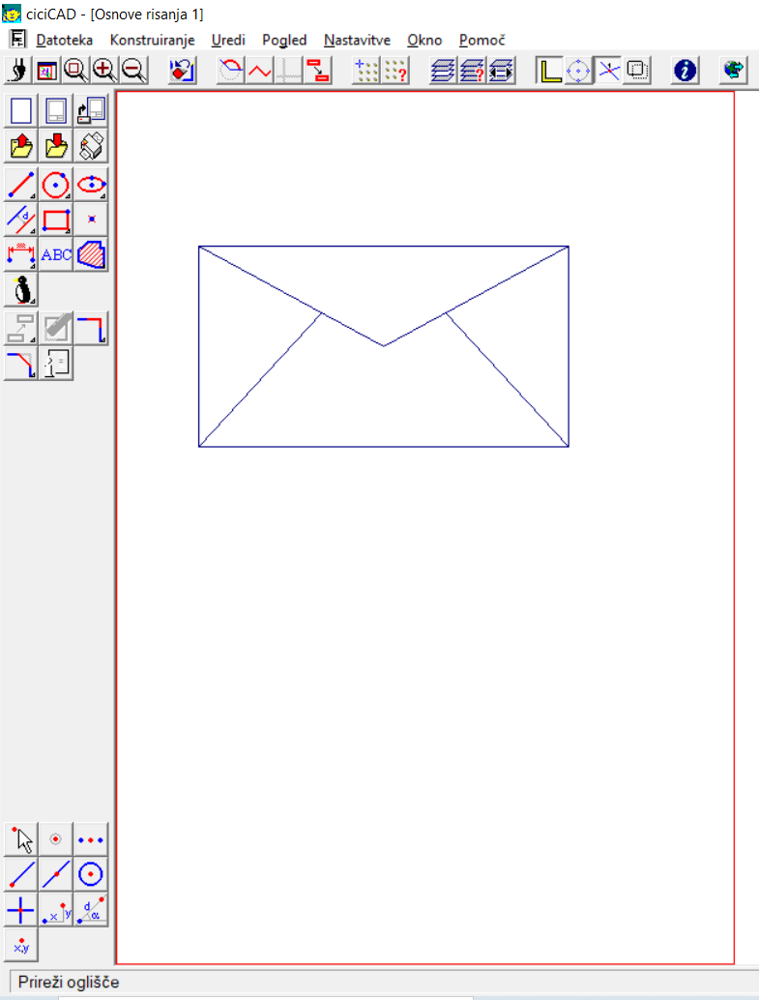 ciciCAD - [Osnove risanja 1]
Datoteka Konstruiranje Uredi Pogled Nastavitve Okno Pomoč
d
ABC
x y
d α
x,y
Prireži oglišče